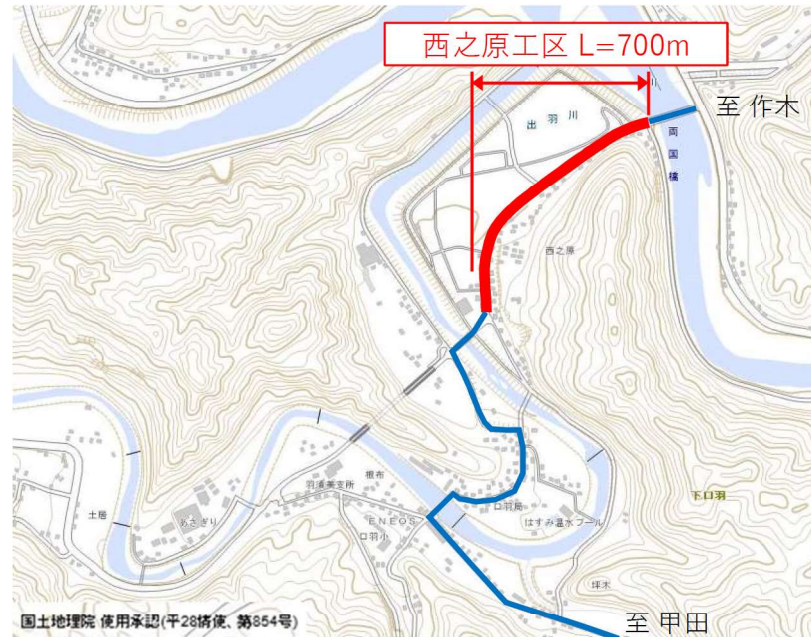 西之原工区 L=700m
至 作木
出羽川
両国橋
西之原
根布
羽須美支所
土居
あさぎり
ENEOS
口羽小
口羽局
はすみ温水プール
下口羽
坪木
至 甲田
国土地理院 使用承認(平28情使、第854号)